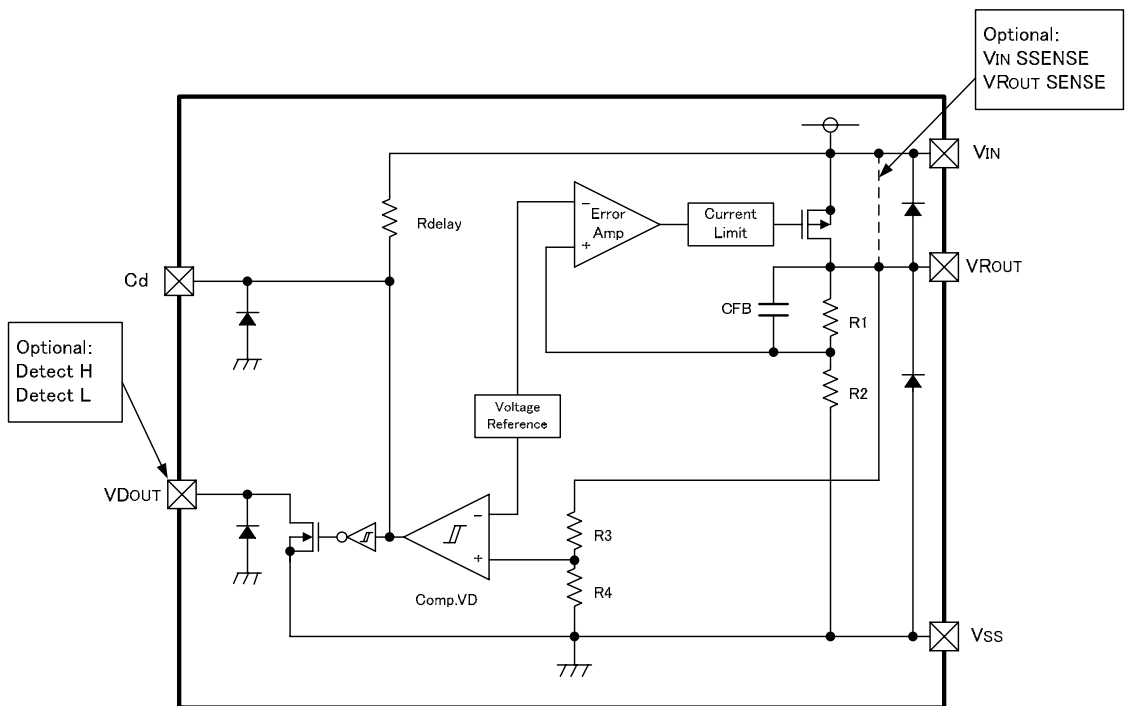 Optional:
VIN SSENSE
VROUT SENSE
VIN
Rdelay
−
Error
Amp
+
Current
Limit
Cd
VROUT
CFB
R1
Optional:
Detect H
Detect L
R2
Voltage
Reference
VDOUT
−
R3
+
R4
Comp.VD
VSS